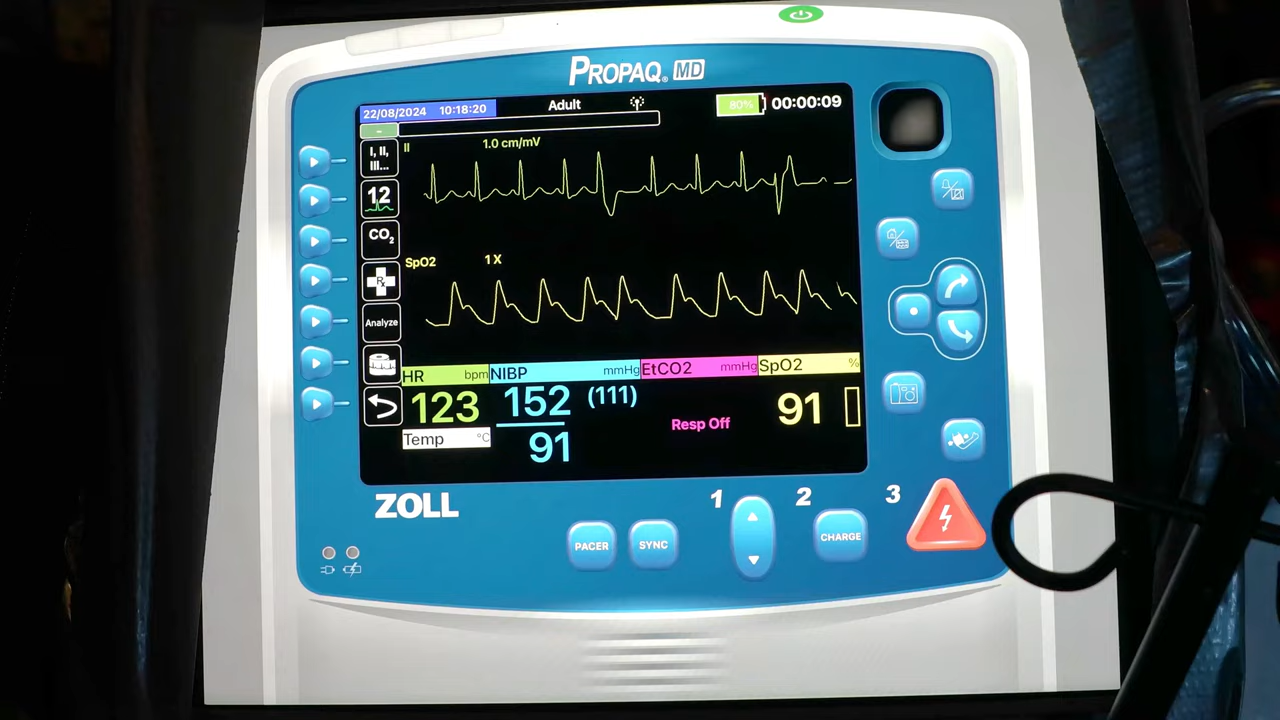 PROPAQ® MD
22/08/2024 10:18:20 Adult 80% 00:00:09
--
I, II,
III...
II 1.0 cm/mV
12
CO2
SpO2 1 X
Rx
Analyze
HR bpm NIBP mmHg EtCO2 mmHg SpO2 %
123 152 (111) Resp Off 91
Temp °C 91
ZOLL 1 2 3
PACER SYNC CHARGE